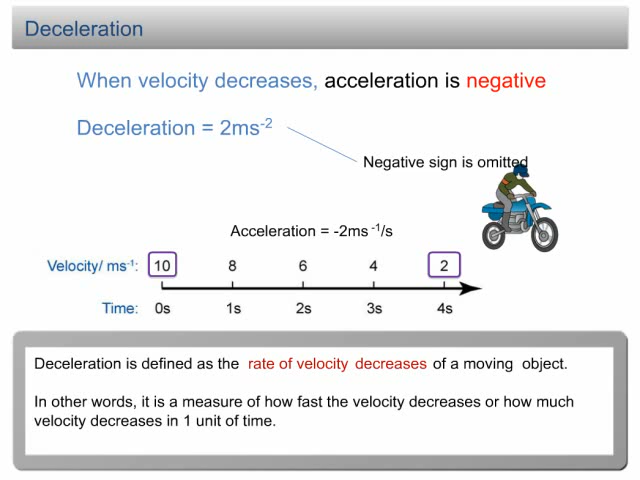 Deceleration
When velocity decreases, acceleration is negative
Deceleration = 2ms⁻²
Negative sign is omitted
Acceleration = -2ms⁻¹/s
Velocity/ ms⁻¹: 10 8 6 4 2
Time: 0s 1s 2s 3s 4s
Deceleration is defined as the rate of velocity decreases of a moving object.
In other words, it is a measure of how fast the velocity decreases or how much
velocity decreases in 1 unit of time.